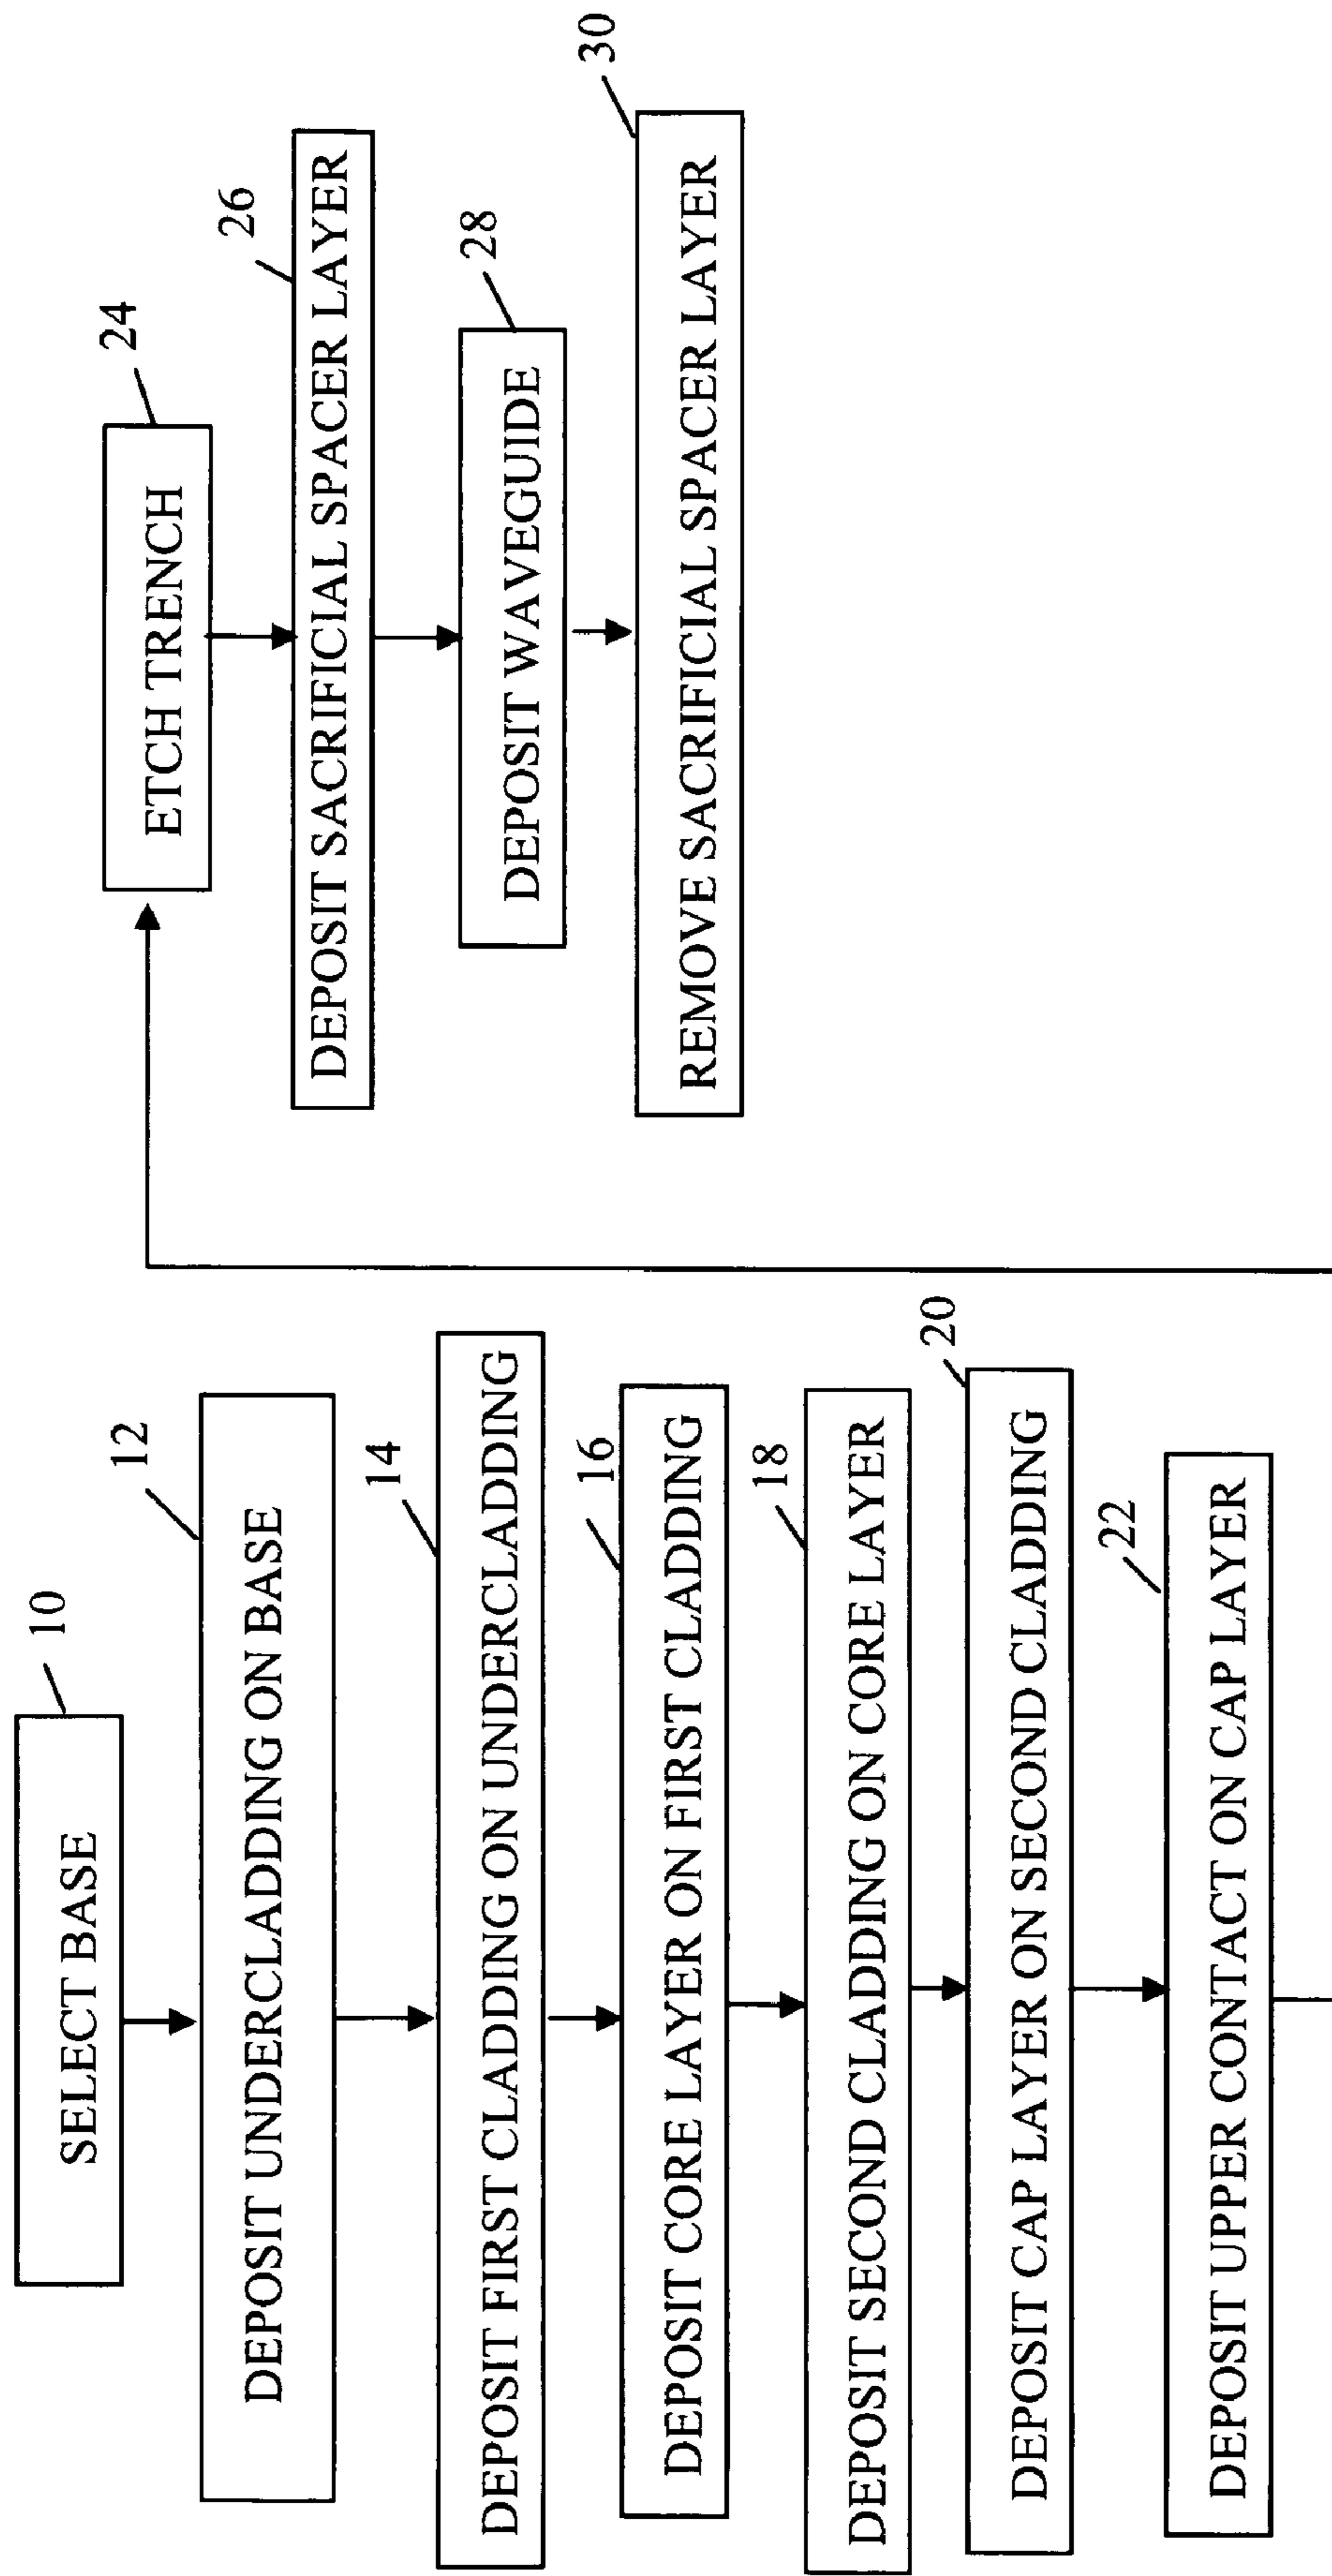 10
SELECT BASE
12
DEPOSIT UNDERCLADDING ON BASE
14
DEPOSIT FIRST CLADDING ON UNDERCLADDING
16
DEPOSIT CORE LAYER ON FIRST CLADDING
18
DEPOSIT SECOND CLADDING ON CORE LAYER
20
DEPOSIT CAP LAYER ON SECOND CLADDING
22
DEPOSIT UPPER CONTACT ON CAP LAYER
24
ETCH TRENCH
26
DEPOSIT SACRIFICIAL SPACER LAYER
28
DEPOSIT WAVEGUIDE
30
REMOVE SACRIFICIAL SPACER LAYER